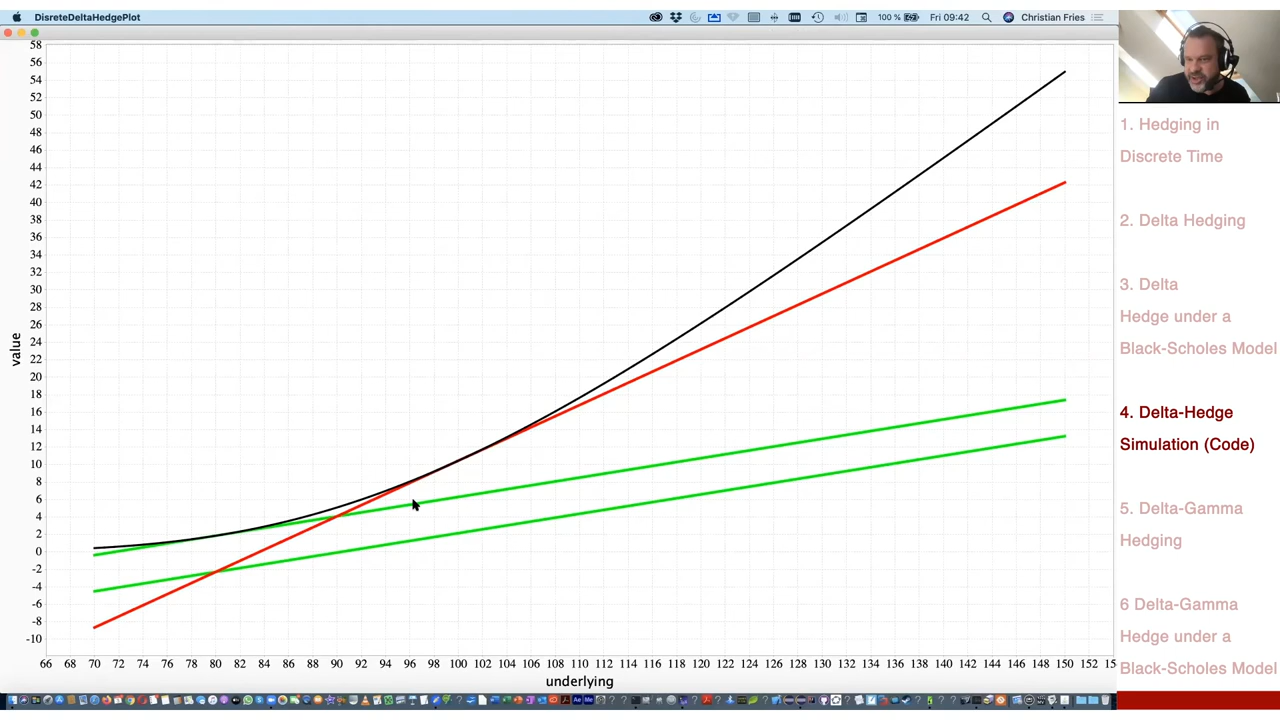 DisreteDeltaHedgePlot
100 % Fri 09:42 Christian Fries
58
56
54
52
50
48
46
44
42
40
38
36
34
32
30
28
26
24
22
20
18
16
14
12
10
8
6
4
2
0
-2
-4
-6
-8
-10
value
66 68 70 72 74 76 78 80 82 84 86 88 90 92 94 96 98 100 102 104 106 108 110 112 114 116 118 120 122 124 126 128 130 132 134 136 138 140 142 144 146 148 150 152 15
underlying
1. Hedging in
Discrete Time
2. Delta Hedging
3. Delta
Hedge under a
Black-Scholes Model
4. Delta-Hedge
Simulation (Code)
5. Delta-Gamma
Hedging
6 Delta-Gamma
Hedge under a
Black-Scholes Model